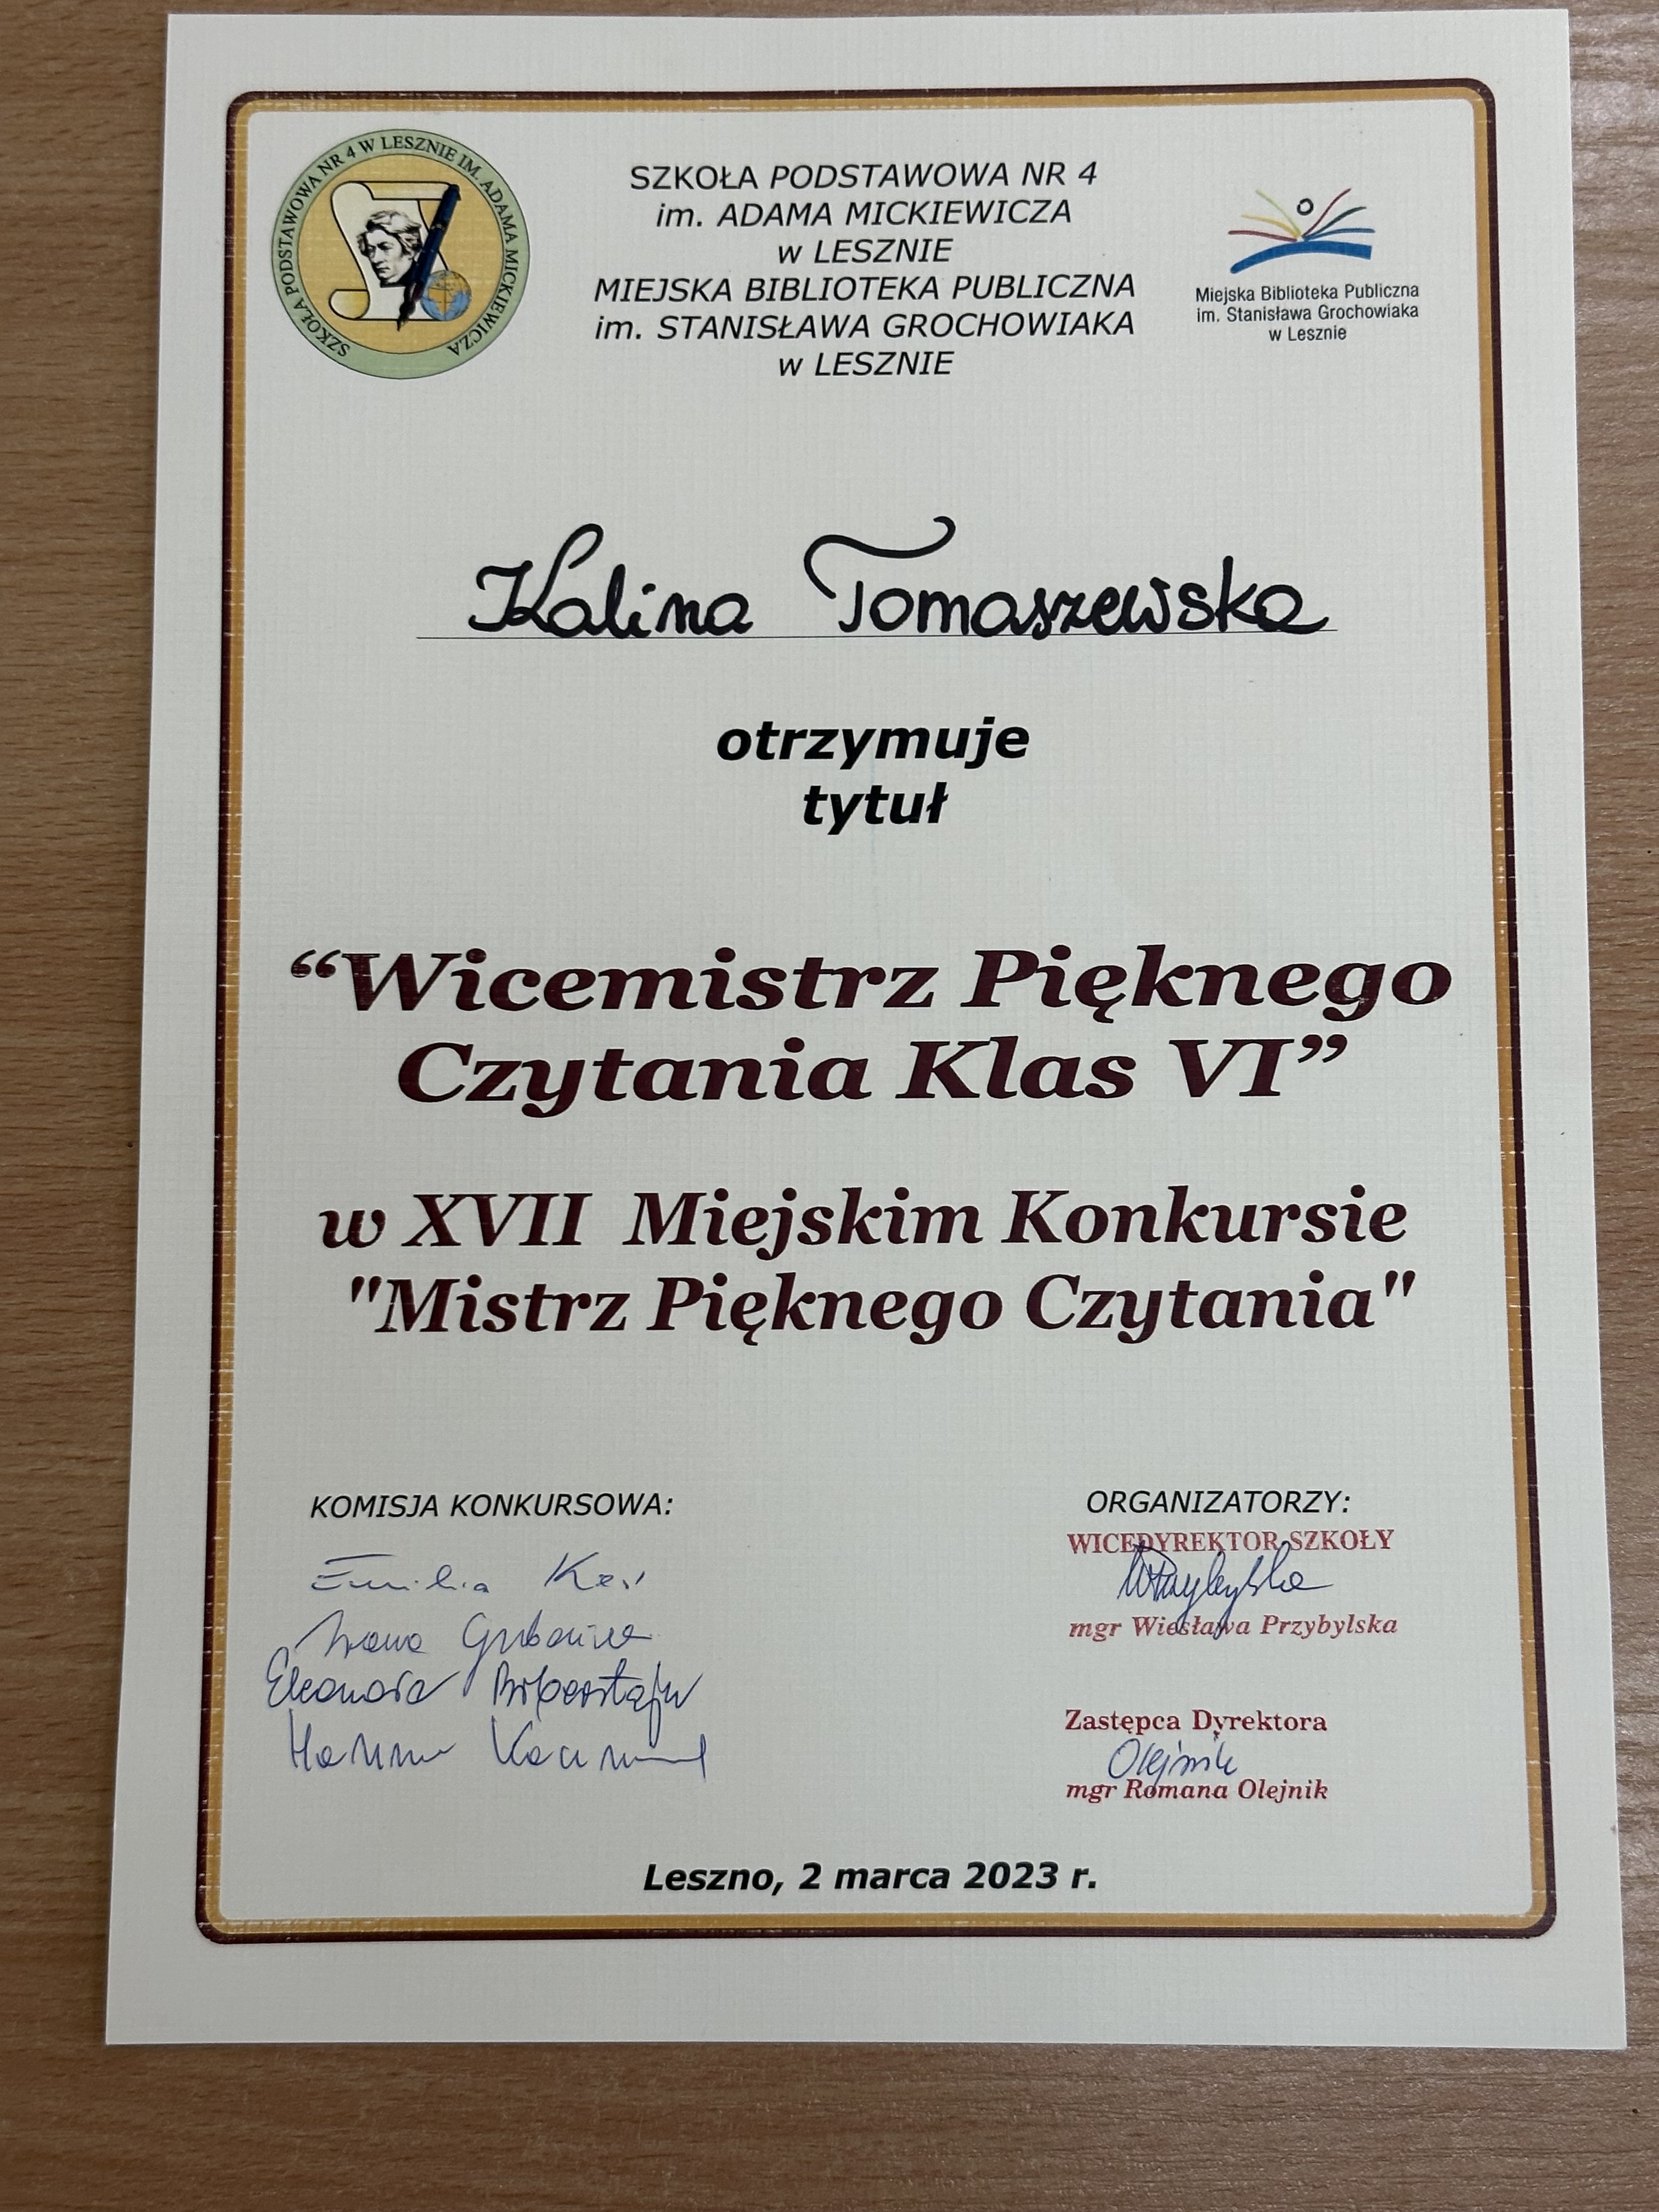 SZKOŁA PODSTAWOWA NR 4 W LESZNIE IM. ADAMA MICKIEWICZA
SZKOŁA PODSTAWOWA NR 4
im. ADAMA MICKIEWICZA
w LESZNIE
MIEJSKA BIBLIOTEKA PUBLICZNA
im. STANISŁAWA GROCHOWIAKA
w LESZNIE
Miejska Biblioteka Publiczna
im. Stanisława Grochowiaka
w Lesznie
Kalina Tomaszewska
otrzymuje
tytuł
“Wicemistrz Pięknego
Czytania Klas VI”
w XVII Miejskim Konkursie
"Mistrz Pięknego Czytania"
KOMISJA KONKURSOWA:
Emilia
Eleonora
ORGANIZATORZY:
WICEDYREKTOR SZKOŁY
mgr Wiesława Przybylska
Zastępca Dyrektora
Olejnik
mgr Romana Olejnik
Leszno, 2 marca 2023 r.